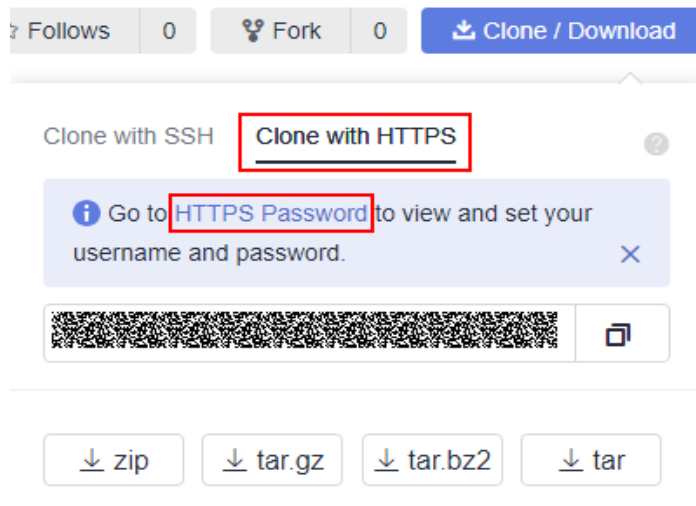 Follows 0 Fork 0 Clone / Download
Clone with SSH Clone with HTTPS ?
Go to HTTPS Password to view and set your
username and password.
zip tar.gz tar.bz2 tar